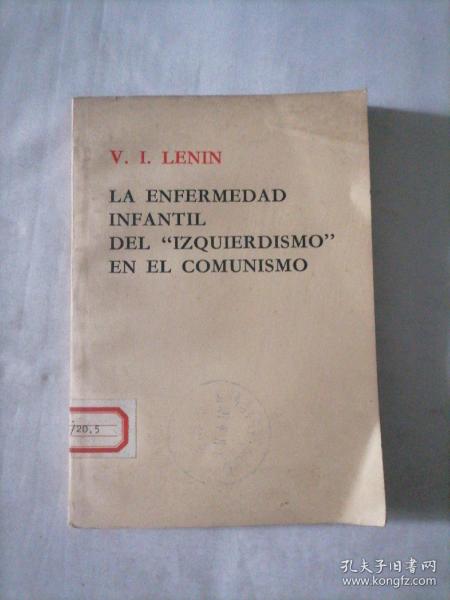 V. I. LENIN
LA ENFERMEDAD
INFANTIL
DEL “IZQUIERDISMO”
EN EL COMUNISMO
/20.5
孔夫子旧书网
www.kongfz.com